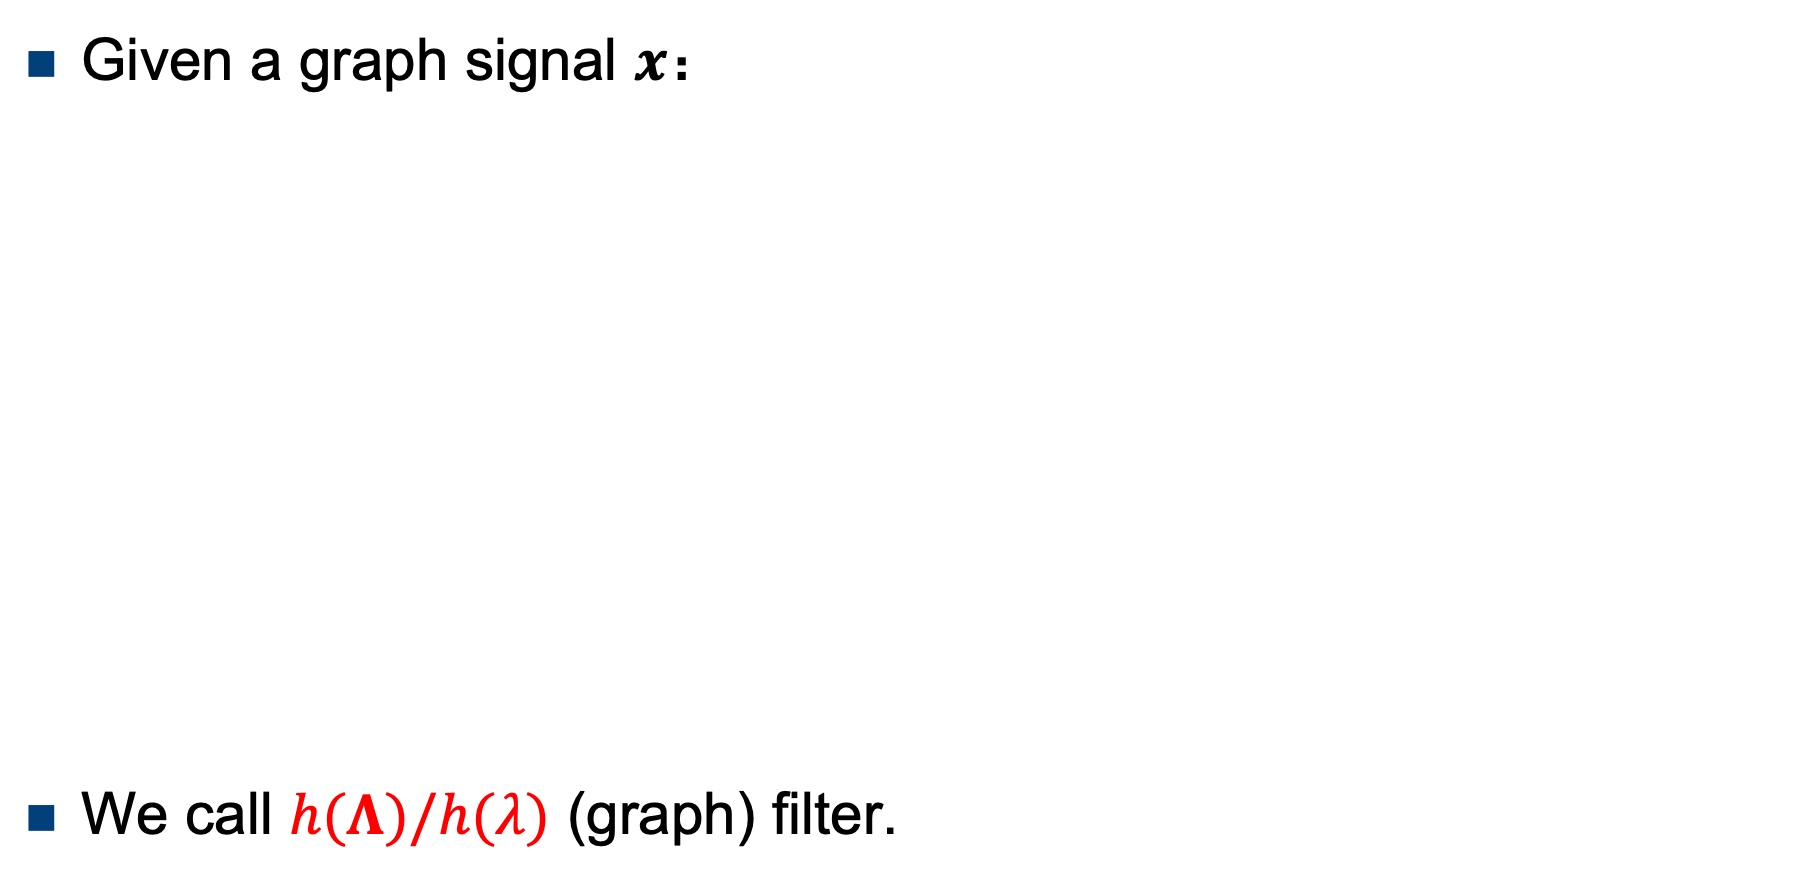 ■ Given a graph signal 𝒙:
■ We call ℎ(𝚲)/ℎ(𝜆) (graph) filter.